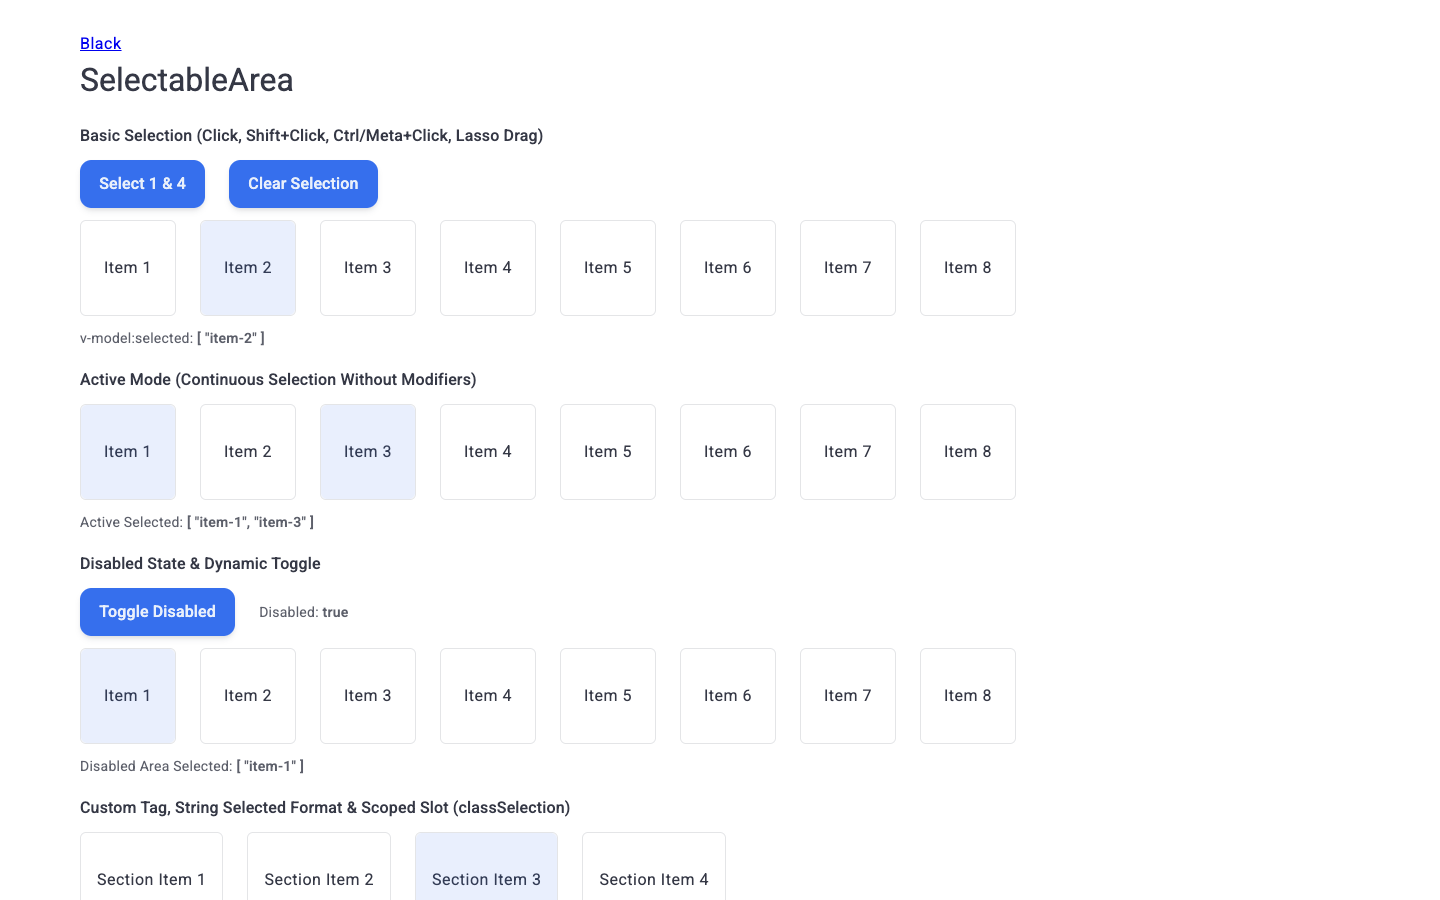 Black
SelectableArea
Basic Selection (Click, Shift+Click, Ctrl/Meta+Click, Lasso Drag)
Select 1 & 4 Clear Selection
Item 1 Item 2 Item 3 Item 4 Item 5 Item 6 Item 7 Item 8
v-model:selected: [ "item-2" ]
Active Mode (Continuous Selection Without Modifiers)
Item 1 Item 2 Item 3 Item 4 Item 5 Item 6 Item 7 Item 8
Active Selected: [ "item-1", "item-3" ]
Disabled State & Dynamic Toggle
Toggle Disabled Disabled: true
Item 1 Item 2 Item 3 Item 4 Item 5 Item 6 Item 7 Item 8
Disabled Area Selected: [ "item-1" ]
Custom Tag, String Selected Format & Scoped Slot (classSelection)
Section Item 1 Section Item 2 Section Item 3 Section Item 4